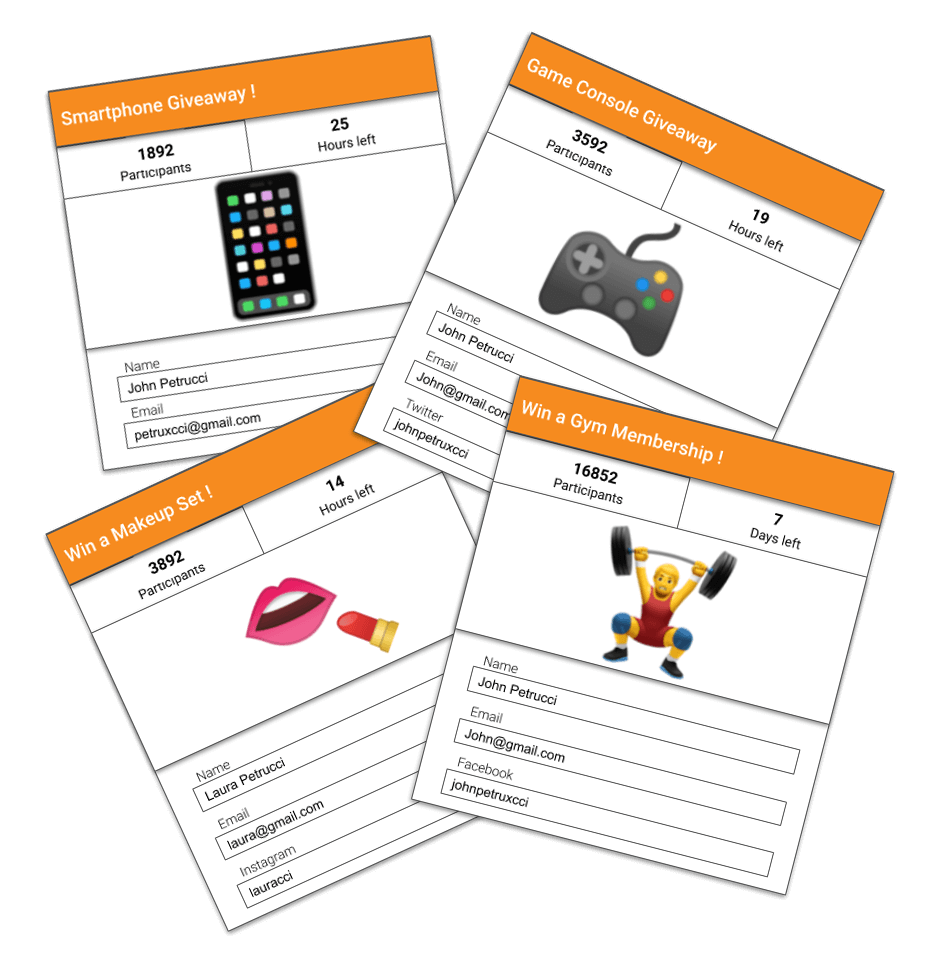 Smartphone Giveaway !
1892
Participants
25
Hours left
Name
John Petrucci
Email
petruxcci@gmail.com
Game Console Giveaway
3592
Participants
19
Hours left
Name
John Petrucci
Email
John@gmail.com
Twitter
johnpetruxcci
Win a Makeup Set !
3892
Participants
14
Hours left
Name
Laura Petrucci
Email
laura@gmail.com
Instagram
lauracci
Win a Gym Membership !
16852
Participants
7
Days left
Name
John Petrucci
Email
John@gmail.com
Facebook
johnpetruxcci